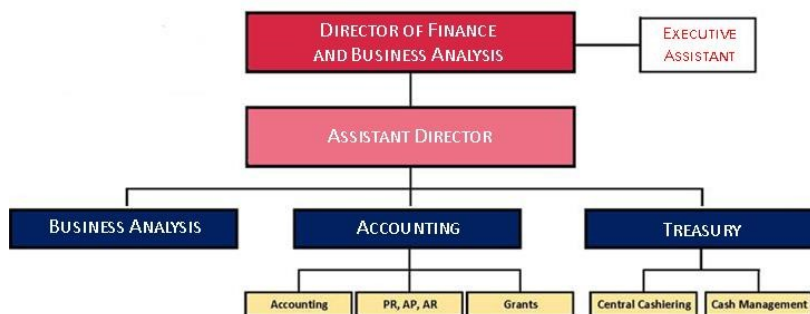 DIRECTOR OF FINANCE
AND BUSINESS ANALYSIS
EXECUTIVE
ASSISTANT
ASSISTANT DIRECTOR
BUSINESS ANALYSIS
ACCOUNTING
TREASURY
Accounting
PR, AP, AR
Grants
Central Cashiering
Cash Management